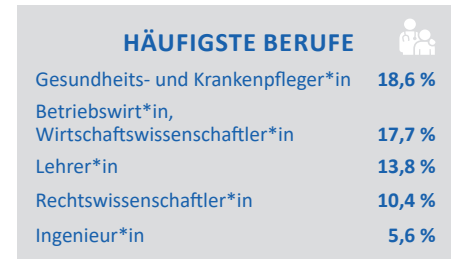 HÄUFIGSTE BERUFE
Gesundheits- und Krankenpfleger*in 18,6 %
Betriebswirt*in,
Wirtschaftswissenschaftler*in 17,7 %
Lehrer*in 13,8 %
Rechtswissenschaftler*in 10,4 %
Ingenieur*in 5,6 %